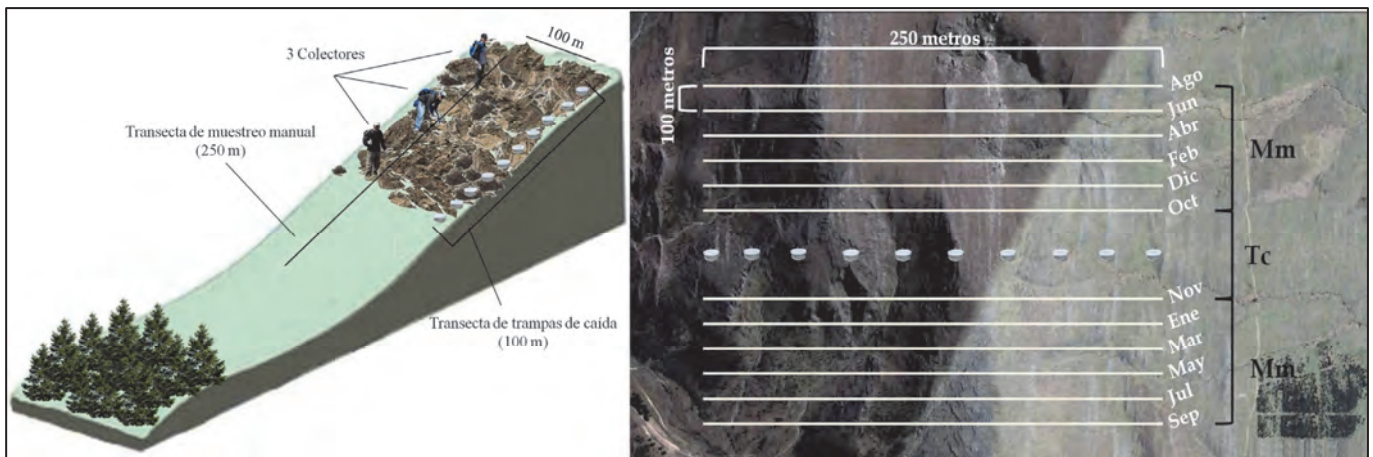 3 Colectores
100 m
Transecta de muestreo manual
(250 m)
Transecta de trampas de caída
(100 m)
250 metros
100 metros
Ago
Jun
Abr
Feb
Dic
Oct
Nov
Ene
Mar
May
Jul
Sep
Mm
Tc
Mm